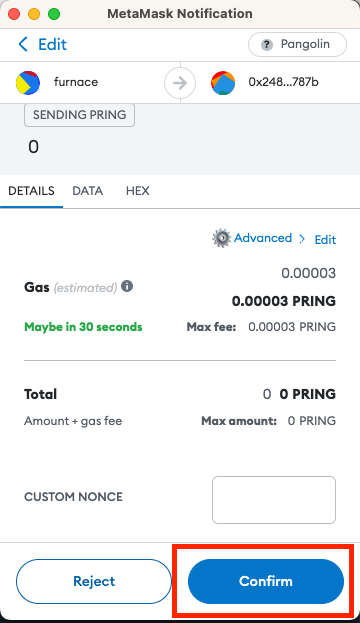 MetaMask Notification
Edit
? Pangolin
furnace
0x248...787b
SENDING PRING
0
DETAILS DATA HEX
Advanced Edit
0.00003
Gas (estimated) i 0.00003 PRING
Maybe in 30 seconds Max fee: 0.00003 PRING
Total 0 0 PRING
Amount + gas fee Max amount: 0 PRING
CUSTOM NONCE
Reject Confirm